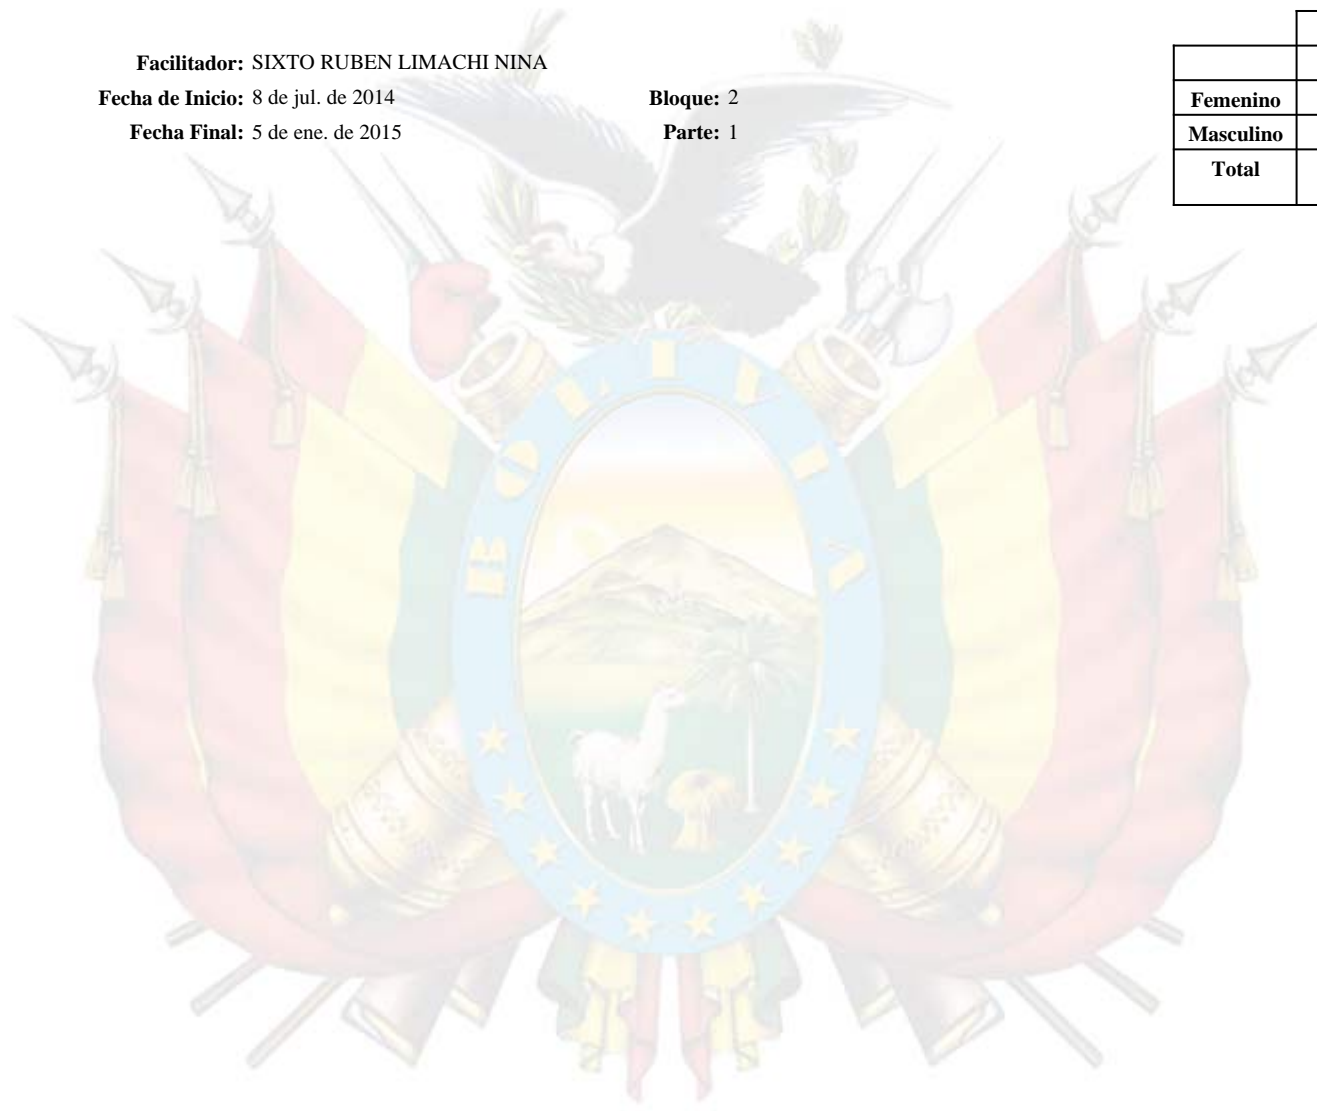 Facilitador: SIXTO RUBEN LIMACHI NINA
Fecha de Inicio: 8 de jul. de 2014 Bloque: 2
Fecha Final: 5 de ene. de 2015 Parte: 1
Femenino
Masculino
Total
BOLIVIA